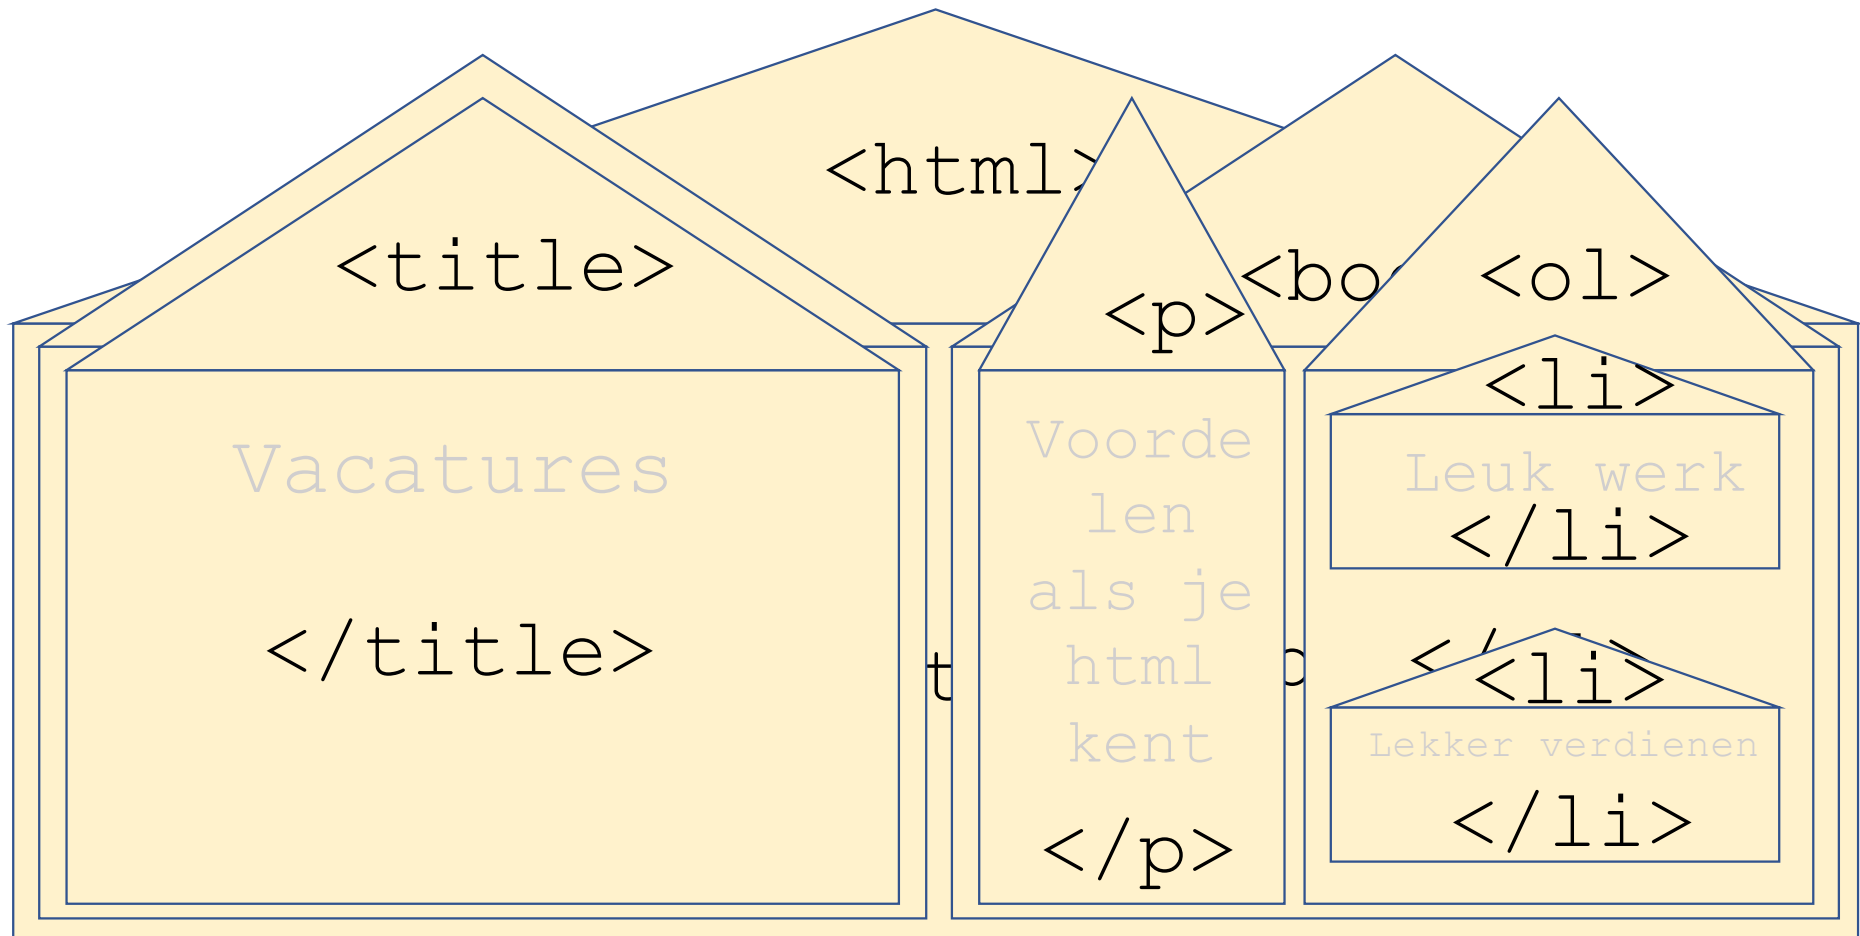 <html>
<title>
<bo
<ol>
<p>
<li>
Vacatures
Voorde
len
als je
html
kent
Leuk werk
</li>
</title>
t
<li>
Lekker verdienen
</li>
</p>